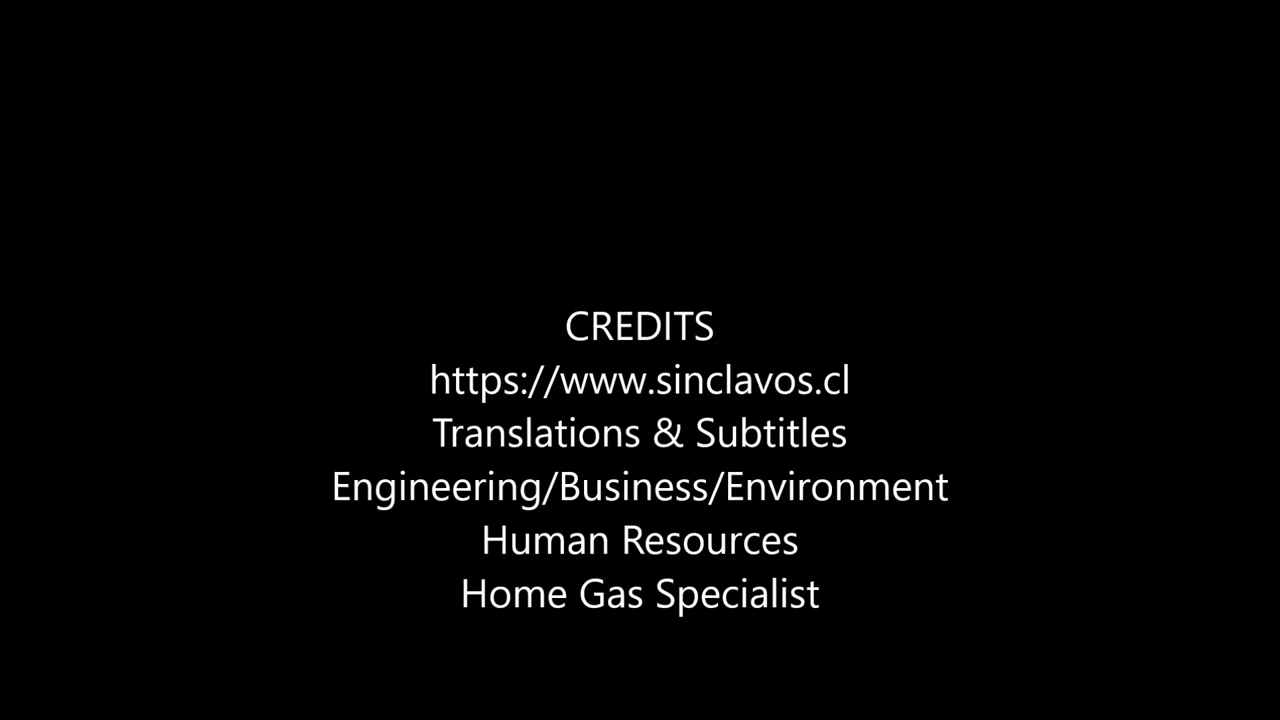 CREDITS
https://www.sinclavos.cl
Translations & Subtitles
Engineering/Business/Environment
Human Resources
Home Gas Specialist